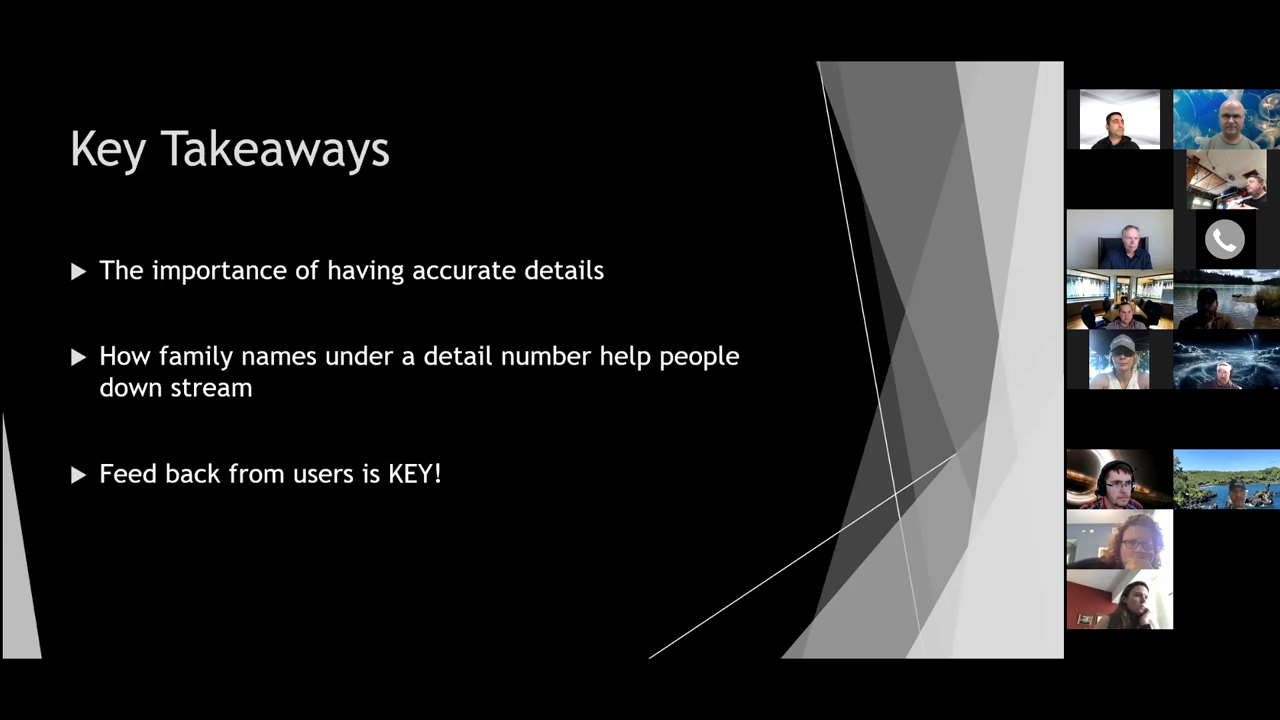 Key Takeaways
The importance of having accurate details
How family names under a detail number help people
down stream
Feed back from users is KEY!